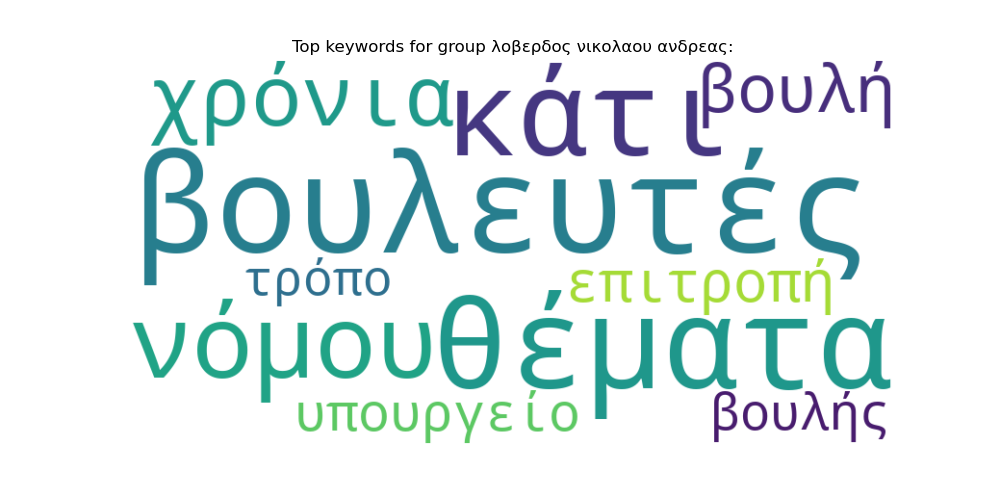 Top keywords for group λοβερδος νικολαου ανδρεας:
χρόνια κάτι βουλή
βουλευτές
τρόπο επιτροπή
νόμου θέματα
υπουργείο βουλής